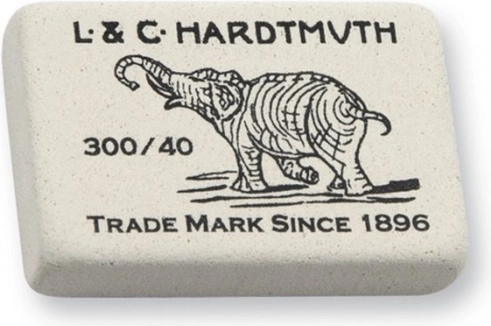 L. & C. HARDTMVTH
300/40
TRADE MARK SINCE 1896